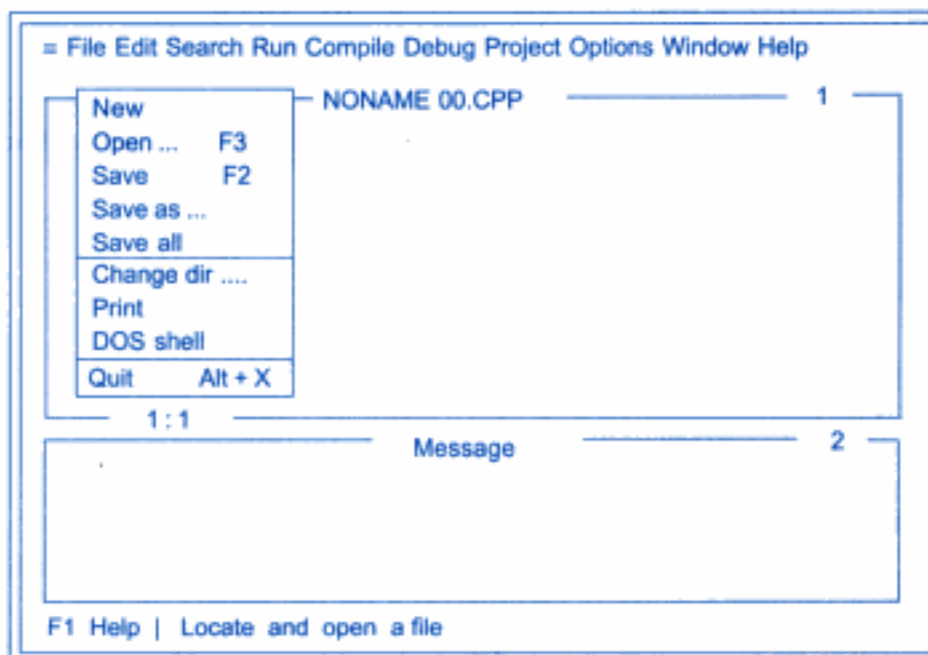 ≡ File Edit Search Run Compile Debug Project Options Window Help
NONAME 00.CPP 1
New
Open ... F3
Save F2
Save as ...
Save all
Change dir ....
Print
DOS shell
Quit Alt + X
1 : 1
Message 2
F1 Help | Locate and open a file